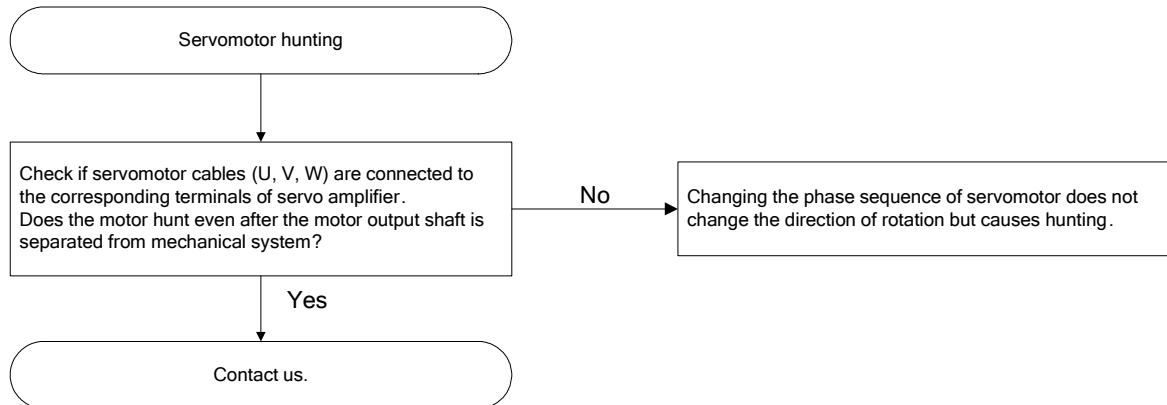 Servomotor hunting
Check if servomotor cables (U, V, W) are connected to
the corresponding terminals of servo amplifier.
Does the motor hunt even after the motor output shaft is
separated from mechanical system?
No
Changing the phase sequence of servomotor does not
change the direction of rotation but causes hunting.
Yes
Contact us.